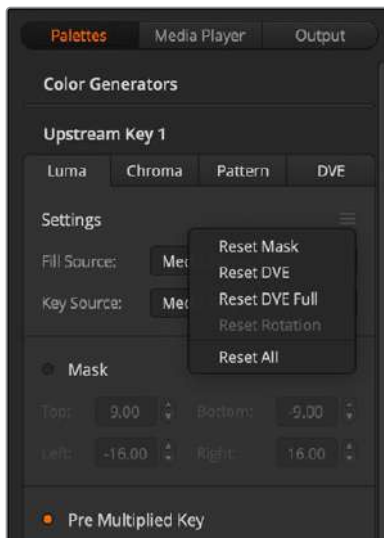 Palettes Media Player Output
Color Generators
Upstream Key 1
Luma Chroma Pattern DVE
Settings
Reset Mask
Fill Source:
Reset DVE
Reset DVE Full
Key Source:
Reset Rotation
Reset All
Mask
Top: 9.00 Bottom: -9.00
Left: -16.00 Right: 16.00
Pre Multiplied Key